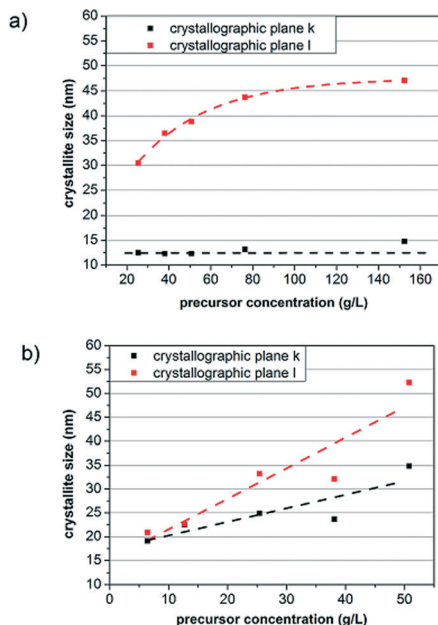 a)
crystallographic plane k
crystallographic plane l
crystallite size (nm)
60
55
50
45
40
35
30
25
20
15
10
20 40 60 80 100 120 140 160
precursor concentration (g/L)
b)
crystallographic plane k
crystallographic plane l
crystallite size (nm)
60
55
50
45
40
35
30
25
20
15
10
0 10 20 30 40 50
precursor concentration (g/L)